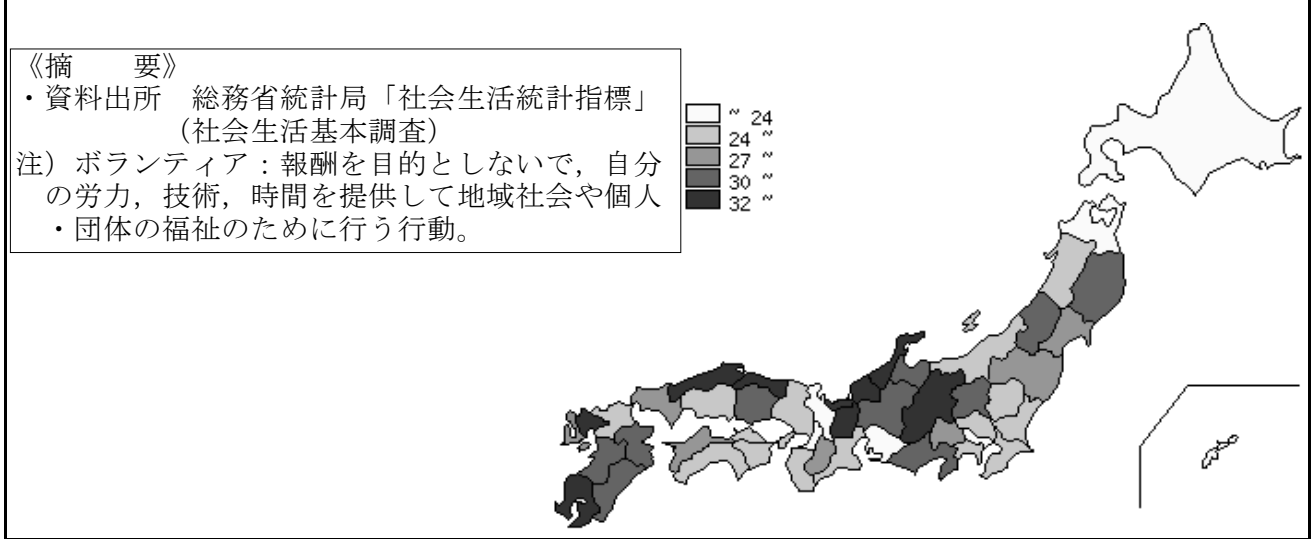 《摘　　要》
・資料出所　総務省統計局「社会生活統計指標」
（社会生活基本調査）
注）ボランティア：報酬を目的としないで，自分
の労力，技術，時間を提供して地域社会や個人
・団体の福祉のために行う行動。
~ 24
24 ~
27 ~
30 ~
32 ~